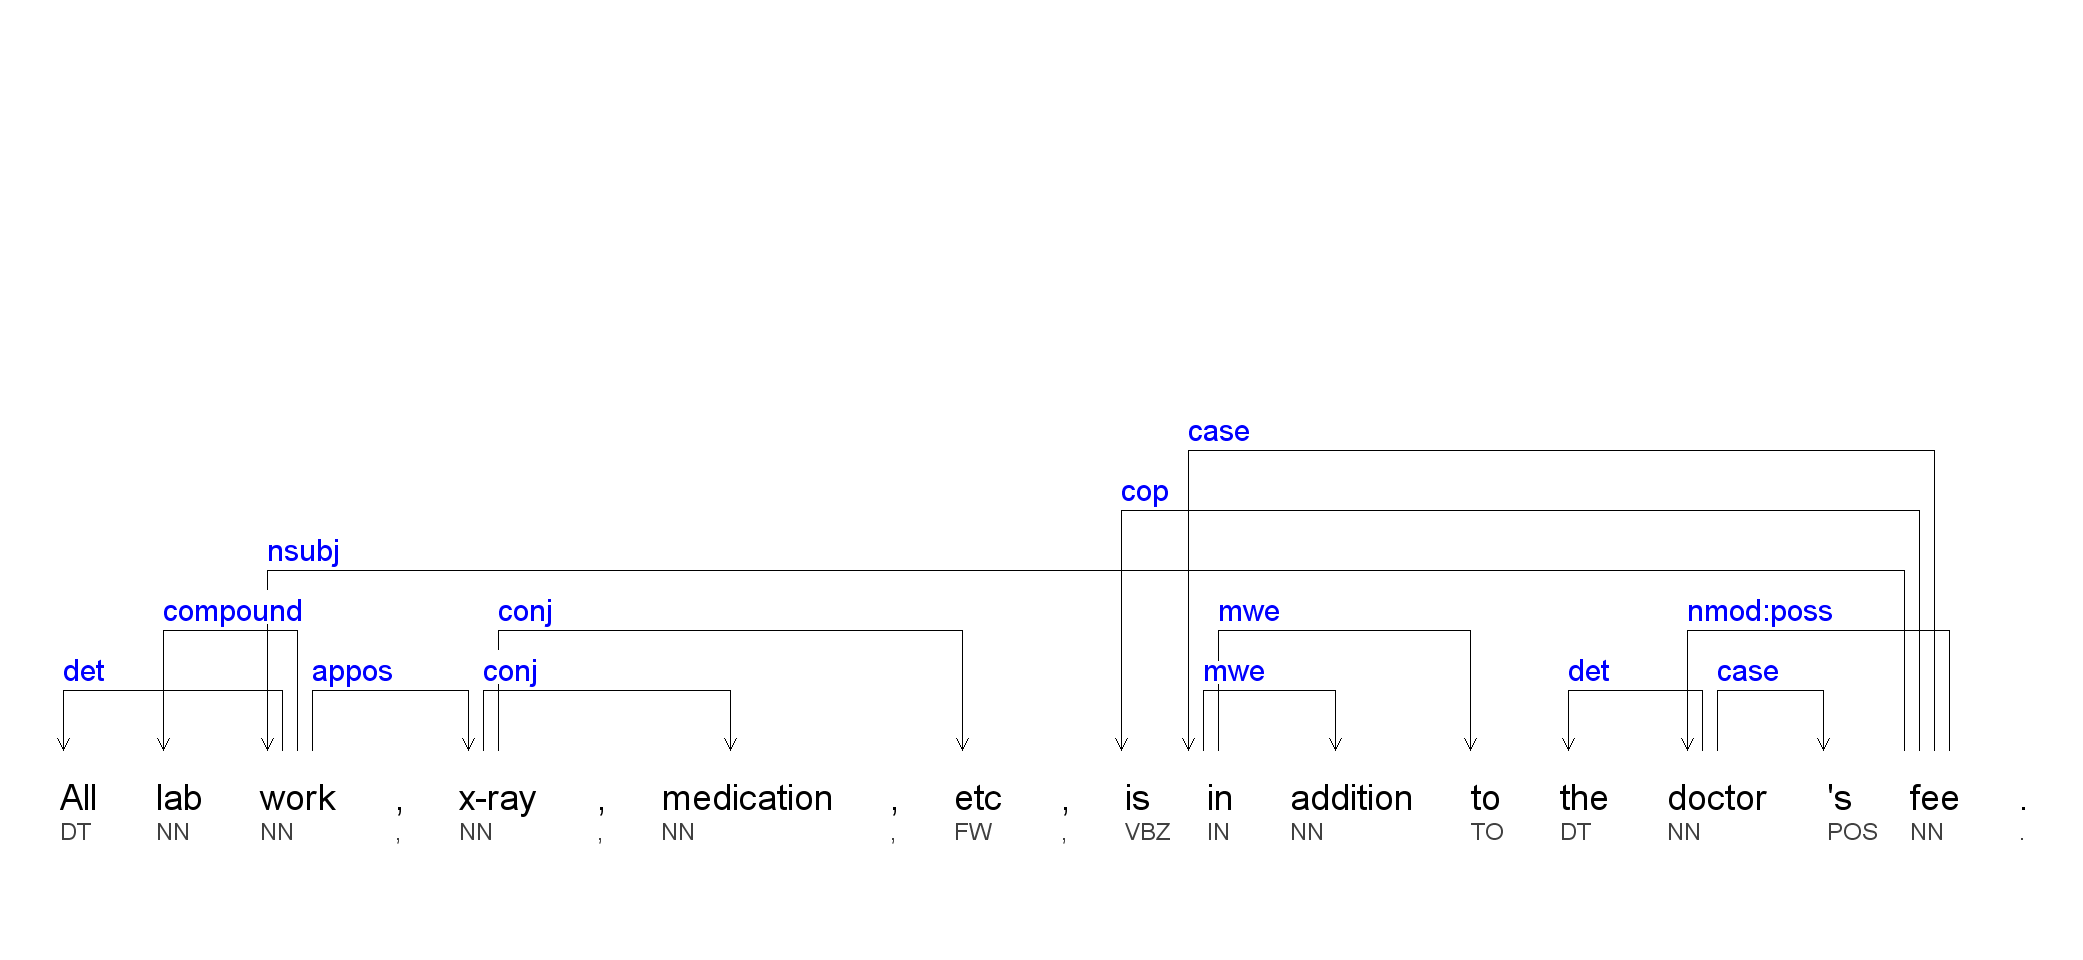 case
cop
nsubj
compound conj mwe nmod:poss
det appos conj mwe det case
All lab work , x-ray , medication , etc , is in addition to the doctor 's fee .
DT NN NN , NN , NN , FW , VBZ IN NN TO DT NN POS NN .